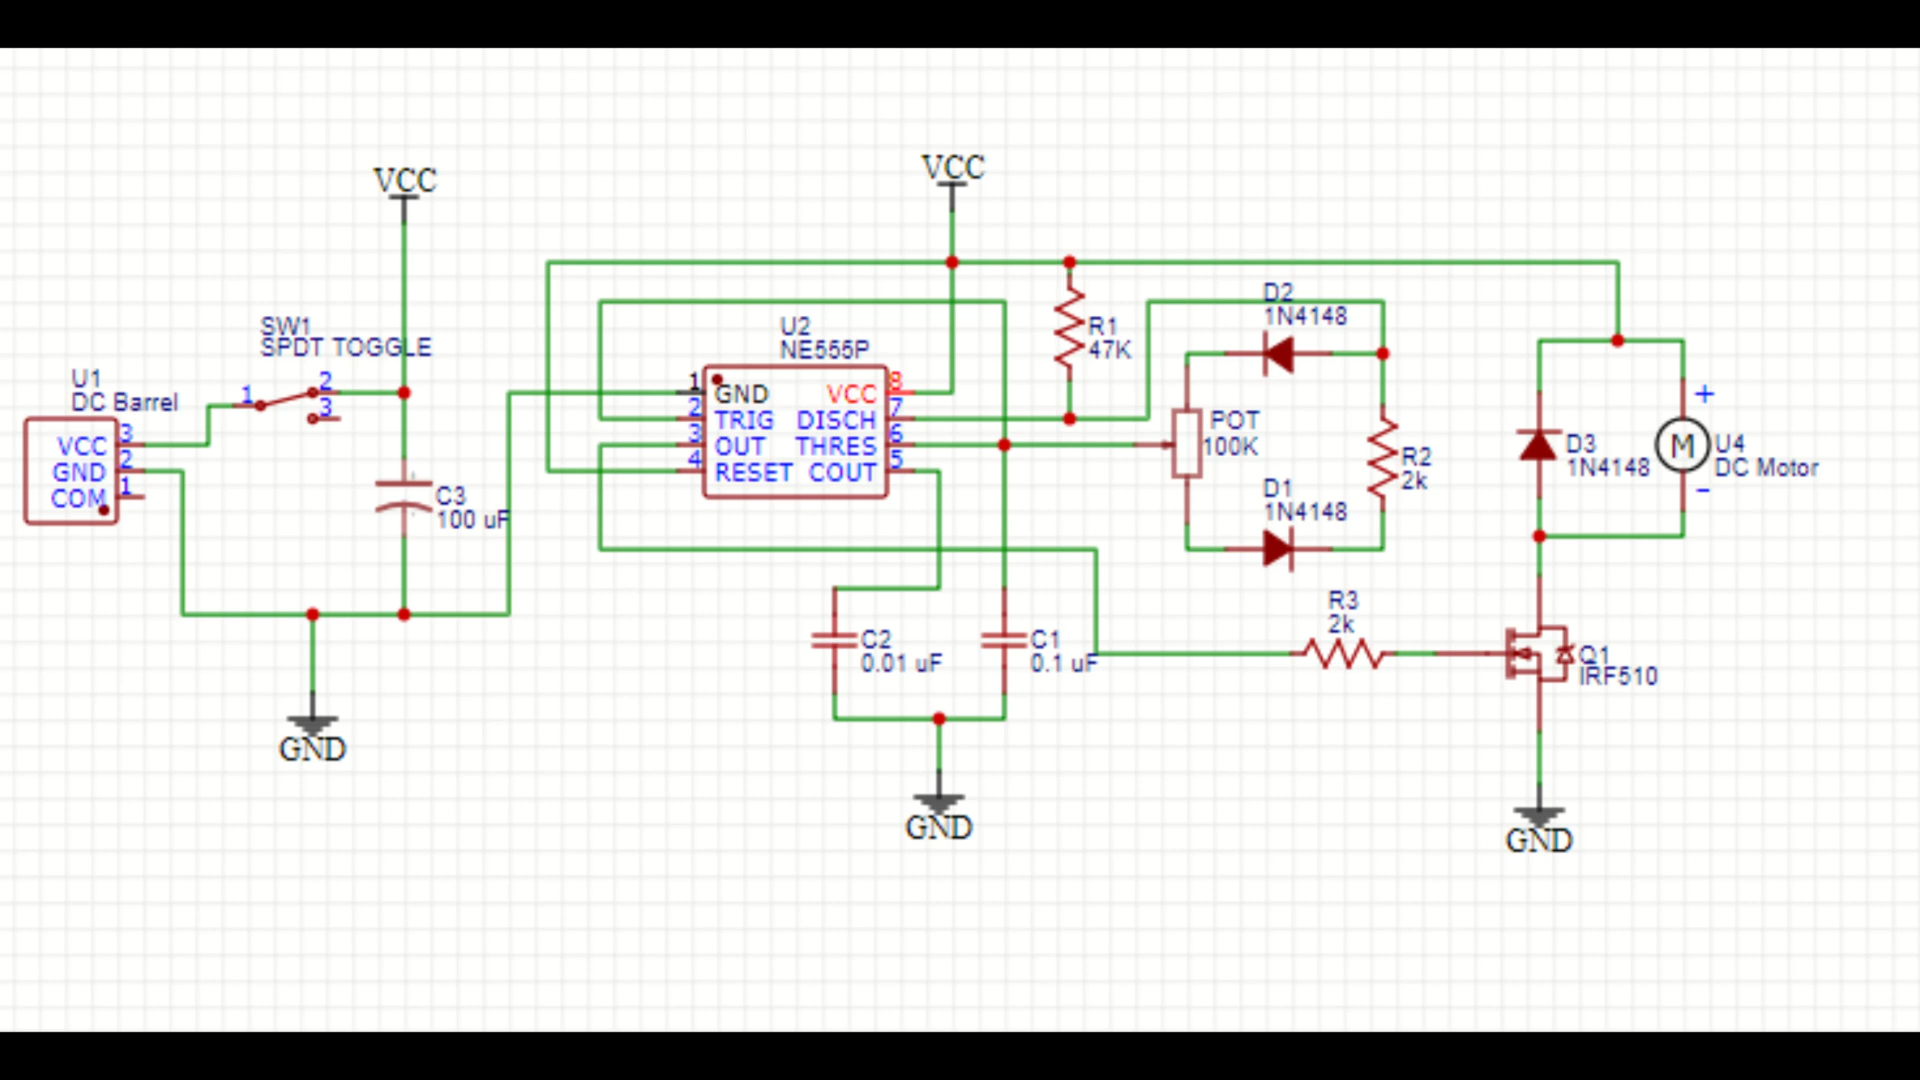 VCC
SW1
SPDT TOGGLE
U1
DC Barrel
VCC 3
GND 2
COM 1
1
2
3
C3
100 uF
GND
VCC
U2
NE555P
1 GND VCC 8
2 TRIG DISCH 7
3 OUT THRES 6
4 RESET COUT 5
C2
0.01 uF
C1
0.1 uF
GND
R1
47K
D2
1N4148
POT
100K
R2
2k
D1
1N4148
R3
2k
D3
1N4148
+
M
U4
DC Motor
-
Q1
IRF510
GND